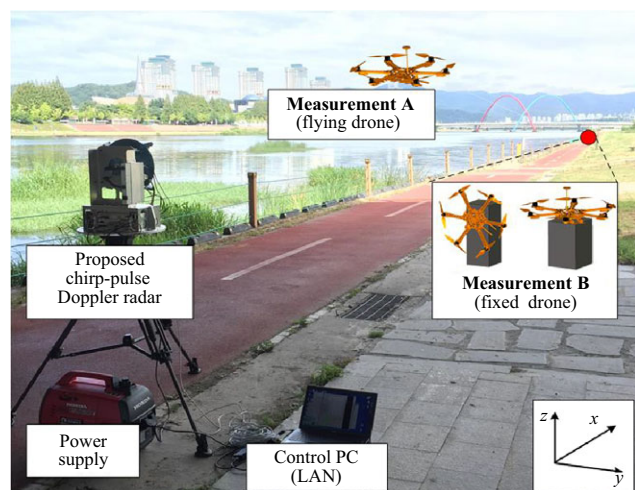 Measurement A
(flying drone)
Proposed
chirp-pulse
Doppler radar
Measurement B
(fixed drone)
Power
supply
Control PC
(LAN)
z
x
y